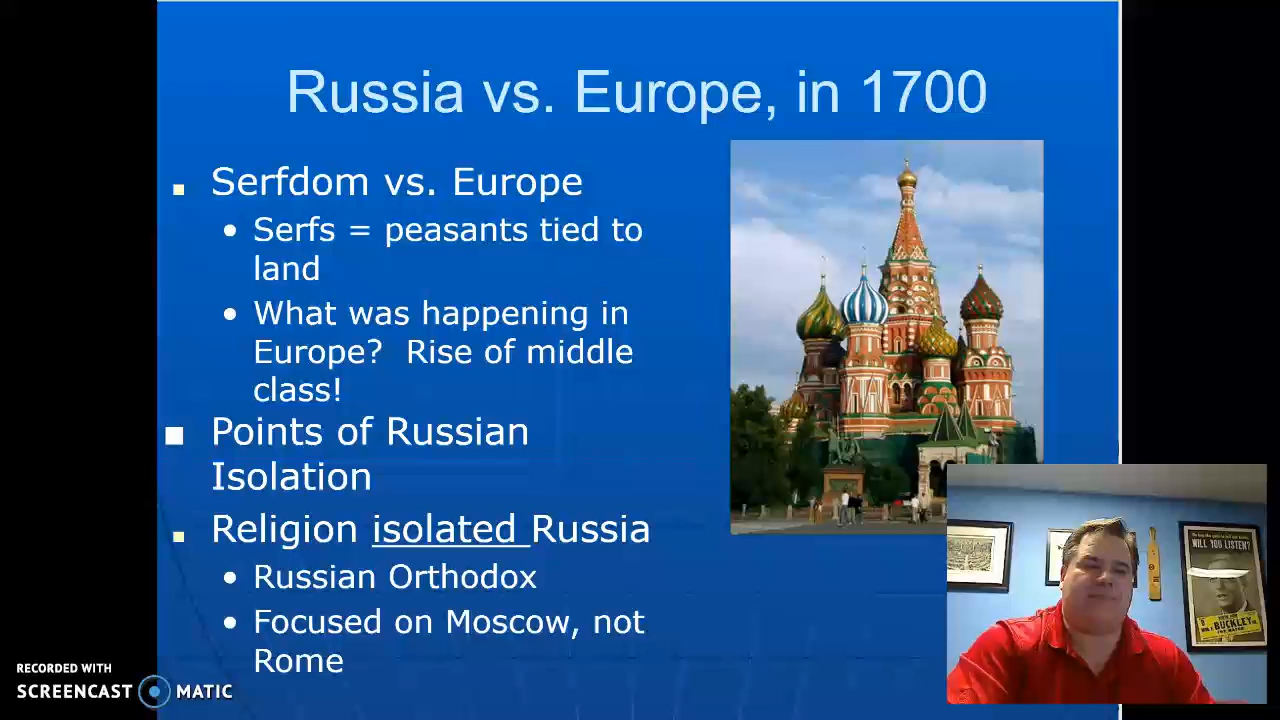 Russia vs. Europe, in 1700
Serfdom vs. Europe
Serfs = peasants tied to
land
What was happening in
Europe? Rise of middle
class!
Points of Russian
Isolation
Religion isolated Russia
Russian Orthodox
Focused on Moscow, not
Rome
WILL YOU LISTEN?
BUCKLEY
RECORDED WITH
SCREENCAST MATIC